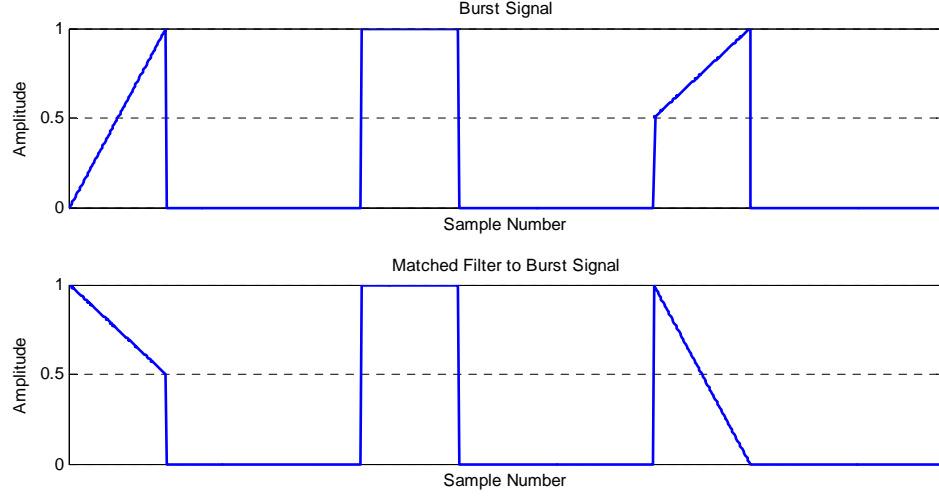 Burst Signal
1
0.5
0
Amplitude
Sample Number
Matched Filter to Burst Signal
1
0.5
0
Amplitude
Sample Number